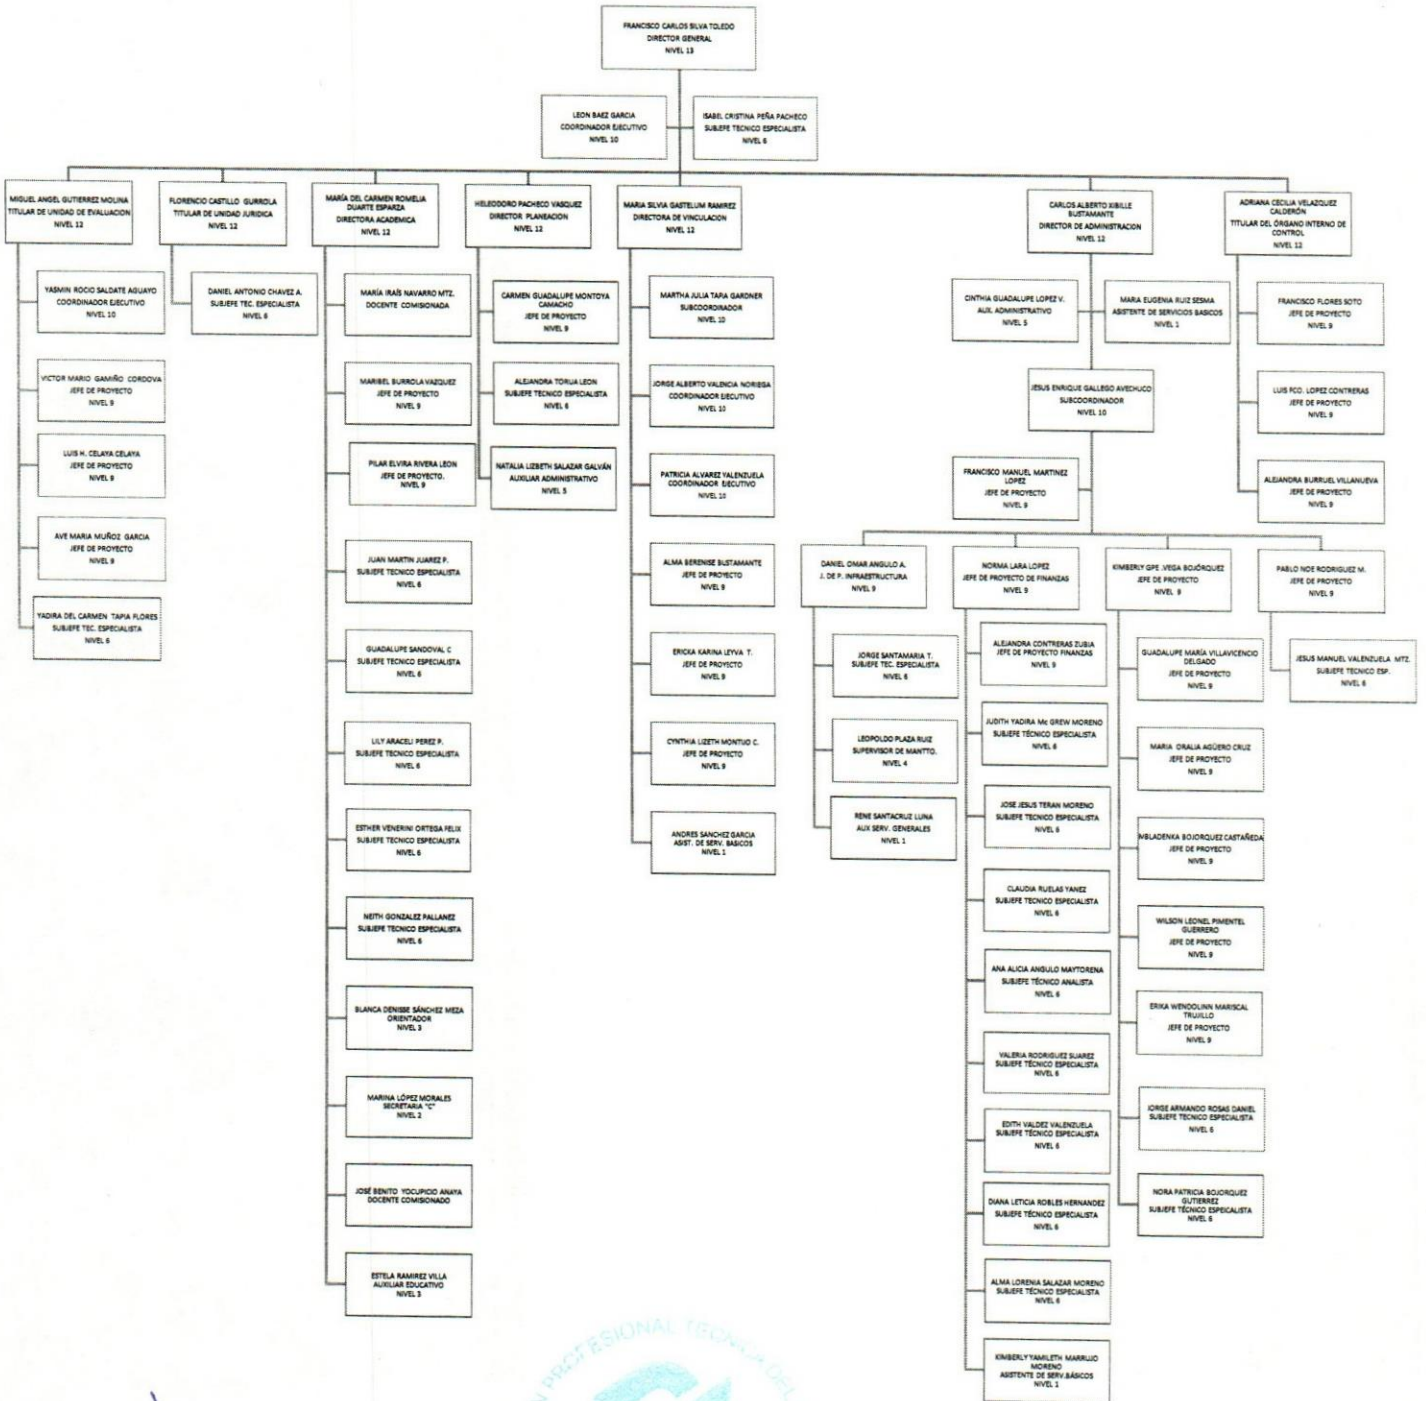 FRANCISCO CARLOS SILVA TOLEDO
DIRECTOR GENERAL
NIVEL 13
LEON BAEZ GARCIA
COORDINADOR EJECUTIVO
NIVEL 10
ISABEL CRISTINA PEÑA PACHECO
SUBJEFE TECNICO ESPECIALISTA
NIVEL 6
MIGUEL ANGEL GUTIERREZ MOLINA
TITULAR DE UNIDAD DE EVALUACION
NIVEL 12
FLORENCIO CASTILLO GURROLA
TITULAR DE UNIDAD JURIDICA
NIVEL 12
MARÍA DEL CARMEN ROMELIA
DUARTE ESPARZA
DIRECTORA ACADEMICA
NIVEL 12
HELEODORO PACHECO VASQUEZ
DIRECTOR PLANEACION
NIVEL 12
MARIA SILVIA GASTELUM RAMIREZ
DIRECTORA DE VINCULACION
NIVEL 12
CARLOS ALBERTO XIBILLE
BUSTAMANTE
DIRECTOR DE ADMINISTRACION
NIVEL 12
ADRIANA CECILIA VELAZQUEZ
CALDERÓN
TITULAR DEL ÓRGANO INTERNO DE
CONTROL
NIVEL 12
YASMIN ROCIO SALDATE AGUAYO
COORDINADOR EJECUTIVO
NIVEL 10
VICTOR MARIO GAMIÑO CORDOVA
JEFE DE PROYECTO
NIVEL 9
LUIS H. CELAYA CELAYA
JEFE DE PROYECTO
NIVEL 9
AVE MARIA MUÑOZ GARCIA
JEFE DE PROYECTO
NIVEL 9
YADIRA DEL CARMEN TAPIA FLORES
SUBJEFE TEC. ESPECIALISTA
NIVEL 6
DANIEL ANTONIO CHAVEZ A.
SUBJEFE TEC. ESPECIALISTA
NIVEL 6
MARÍA IRAÍS NAVARRO MTZ.
DOCENTE COMISIONADA
MARIBEL BURROLA VAZQUEZ
JEFE DE PROYECTO
NIVEL 9
PILAR ELVIRA RIVERA LEON
JEFE DE PROYECTO.
NIVEL 9
JUAN MARTIN JUAREZ P.
SUBJEFE TECNICO ESPECIALISTA
NIVEL 6
GUADALUPE SANDOVAL C
SUBJEFE TECNICO ESPECIALISTA
NIVEL 6
LILY ARACELI PEREZ P.
SUBJEFE TECNICO ESPECIALISTA
NIVEL 6
ESTHER VENERINI ORTEGA FELIX
SUBJEFE TECNICO ESPECIALISTA
NIVEL 6
NEITH GONZALEZ PALLANEZ
SUBJEFE TECNICO ESPECIALISTA
NIVEL 6
BLANCA DENISSE SÁNCHEZ MEZA
ORIENTADOR
NIVEL 3
MARINA LÓPEZ MORALES
SECRETARIA "C"
NIVEL 2
JOSÉ BENITO YOCUPICIO ANAYA
DOCENTE COMISIONADO
ESTELA RAMIREZ VILLA
AUXILIAR EDUCATIVO
NIVEL 3
CARMEN GUADALUPE MONTOYA
CAMACHO
JEFE DE PROYECTO
NIVEL 9
ALEJANDRA TORUA LEON
SUBJEFE TECNICO ESPECIALISTA
NIVEL 6
NATALIA LIZBETH SALAZAR GALVÁN
AUXILIAR ADMINISTRATIVO
NIVEL 5
MARTHA JULIA TAPIA GARDNER
SUBCOORDINADOR
NIVEL 10
JORGE ALBERTO VALENCIA NORIEGA
COORDINADOR EJECUTIVO
NIVEL 10
PATRICIA ALVAREZ VALENZUELA
COORDINADOR EJECUTIVO
NIVEL 10
ALMA BERENISE BUSTAMANTE
JEFE DE PROYECTO
NIVEL 9
ERICKA KARINA LEYVA T.
JEFE DE PROYECTO
NIVEL 9
CYNTHIA LIZETH MONTIJO C.
JEFE DE PROYECTO
NIVEL 9
ANDRES SANCHEZ GARCIA
ASIST. DE SERV. BASICOS
NIVEL 1
CINTHIA GUADALUPE LOPEZ V.
AUX. ADMINISTRATIVO
NIVEL 5
MARIA EUGENIA RUIZ SESMA
ASISTENTE DE SERVICIOS BASICOS
NIVEL 1
JESUS ENRIQUE GALLEGO AVECHUCO
SUBCOORDINADOR
NIVEL 10
FRANCISCO MANUEL MARTINEZ
LOPEZ
JEFE DE PROYECTO
NIVEL 9
FRANCISCO FLORES SOTO
JEFE DE PROYECTO
NIVEL 9
LUIS FCO. LOPEZ CONTRERAS
JEFE DE PROYECTO
NIVEL 9
ALEJANDRA BURRUEL VILLANUEVA
JEFE DE PROYECTO
NIVEL 9
DANIEL OMAR ANGULO A.
J. DE P. INFRAESTRUCTURA
NIVEL 9
NORMA LARA LOPEZ
JEFE DE PROYECTO DE FINANZAS
NIVEL 9
KIMBERLY GPE .VEGA BOJÓRQUEZ
JEFE DE PROYECTO
NIVEL 9
PABLO NOE RODRIGUEZ M.
JEFE DE PROYECTO
NIVEL 9
JORGE SANTAMARIA T.
SUBJEFE TEC. ESPECIALISTA
NIVEL 6
LEOPOLDO PLAZA RUIZ
SUPERVISOR DE MANTTO.
NIVEL 4
RENE SANTACRUZ LUNA
AUX SERV. GENERALES
NIVEL 1
ALEJANDRA CONTRERAS ZUBIA
JEFE DE PROYECTO FINANZAS
NIVEL 9
JUDITH YADIRA Mc GREW MORENO
SUBJEFE TÉCNICO ESPECIALISTA
NIVEL 6
JOSE JESUS TERAN MORENO
SUBJEFE TECNICO ESPECIALISTA
NIVEL 6
CLAUDIA RUELAS YANEZ
SUBJEFE TECNICO ESPECIALISTA
NIVEL 6
ANA ALICIA ANGULO MAYTORENA
SUBJEFE TÉCNICO ANALISTA
NIVEL 6
VALERIA RODRIGUEZ SUAREZ
SUBJEFE TÉCNICO ESPECIALISTA
NIVEL 6
EDITH VALDEZ VALENZUELA
SUBJEFE TÉCNICO ESPECIALISTA
NIVEL 6
DIANA LETICIA ROBLES HERNANDEZ
SUBJEFE TÉCNICO ESPECIALISTA
NIVEL 6
ALMA LORENIA SALAZAR MORENO
SUBJEFE TÉCNICO ESPECIALISTA
NIVEL 6
KIMBERLY YAMILETH MARRUJO
MORENO
ASISTENTE DE SERV.BÁSICOS
NIVEL 1
GUADALUPE MARÍA VILLAVICENCIO
DELGADO
JEFE DE PROYECTO
NIVEL 9
MARIA ORALIA AGÜERO CRUZ
JEFE DE PROYECTO
NIVEL 9
IVBLADENKA BOJORQUEZ CASTAÑEDA
JEFE DE PROYECTO
NIVEL 9
WILSON LEONEL PIMENTEL
GUERRERO
JEFE DE PROYECTO
NIVEL 9
ERIKA WENDOLINN MARISCAL
TRUJILLO
JEFE DE PROYECTO
NIVEL 9
JORGE ARMANDO ROSAS DANIEL
SUBJEFE TÉCNICO ESPECIALISTA
NIVEL 6
NORA PATRICIA BOJORQUEZ
GUTIERREZ
SUBJEFE TÉCNICO ESPEICALISTA
NIVEL 6
JESUS MANUEL VALENZUELA MTZ.
SUBJEFE TECNICO ESP.
NIVEL 6
PROFESIONAL TECNICA DEL